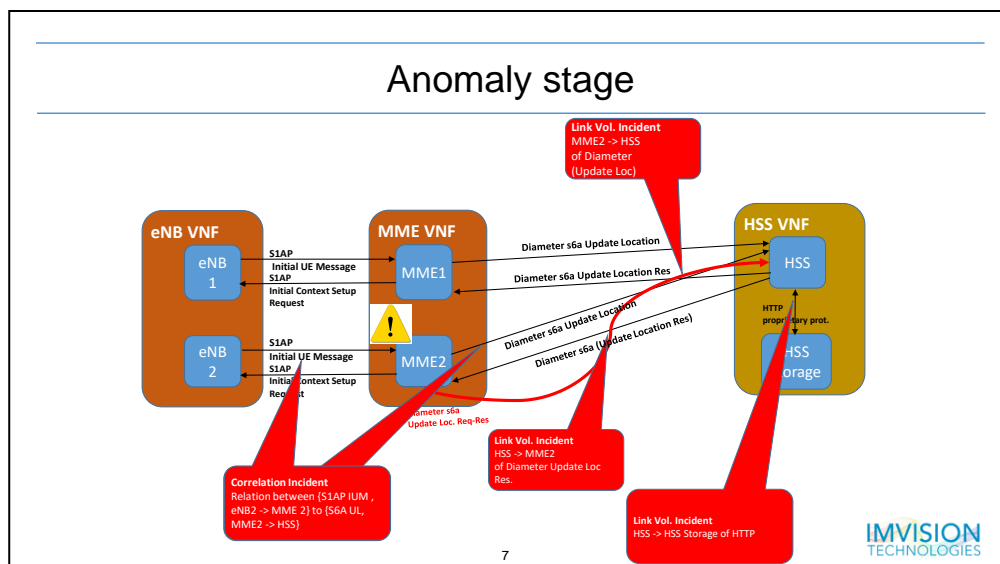 Anomaly stage
Link Vol. Incident
MME2 -> HSS
of Diameter
(Update Loc)
eNB VNF
MME VNF
HSS VNF
S1AP
Initial UE Message
S1AP
Initial Context Setup
Request
eNB
1
MME1
Diameter s6a Update Location
Diameter s6a Update Location Res
HSS
HTTP
proprietary prot.
!
S1AP
Initial UE Message
S1AP
Initial Context Setup
Request
eNB
2
MME2
Diameter s6a Update Location
Diameter s6a (Update Location Res)
HSS
Storage
Diameter s6a
Update Loc. Req-Res
Link Vol. Incident
HSS -> MME2
of Diameter Update Loc
Res.
Correlation Incident
Relation between {S1AP IUM ,
eNB2 -> MME 2} to {S6A UL,
MME2 -> HSS}
Link Vol. Incident
HSS -> HSS Storage of HTTP
7
IMVISION
TECHNOLOGIES